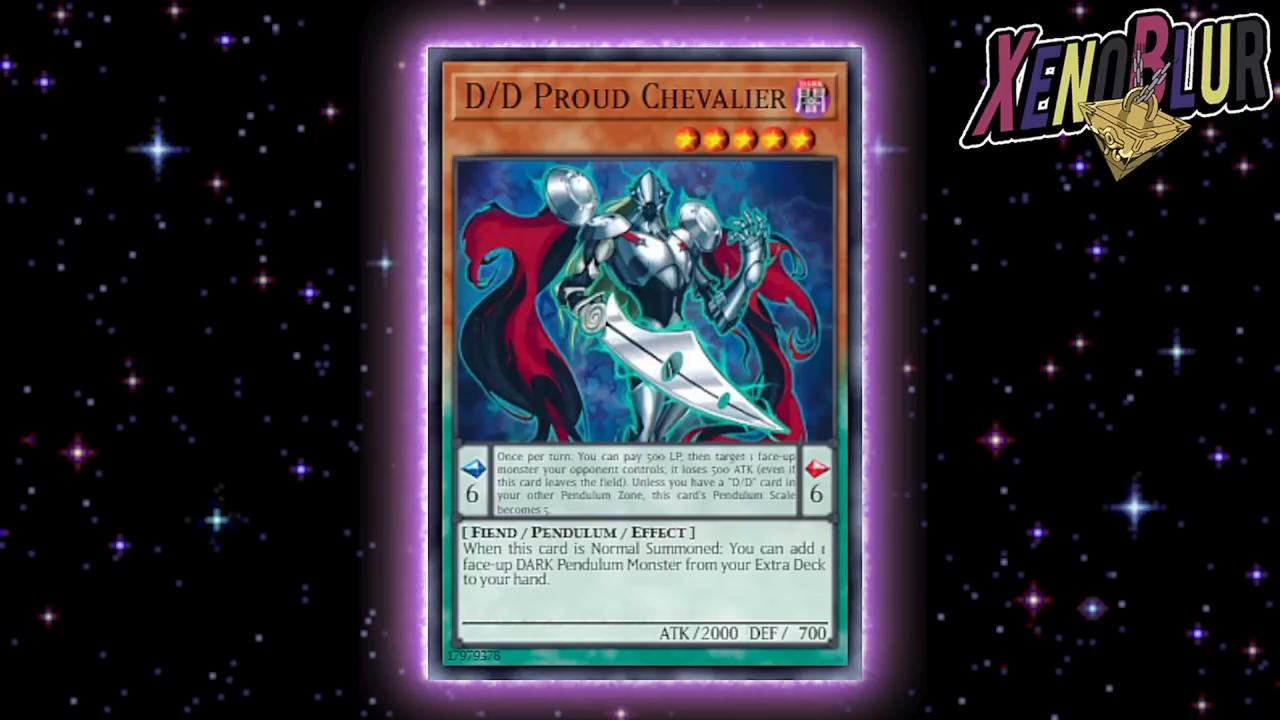 XENOBLUR
D/D PROUD CHEVALIER
DARK
闇
Once per turn: You can pay 500 LP, then target 1 face-up
monster your opponent controls; it loses 500 ATK (even if
this card leaves the field). Unless you have a "D/D" card in
your other Pendulum Zone, this card's Pendulum Scale
becomes 5.
6
6
[ FIEND / PENDULUM / EFFECT ]
When this card is Normal Summoned: You can add 1
face-up DARK Pendulum Monster from your Extra Deck
to your hand.
ATK/2000 DEF/ 700
17979378